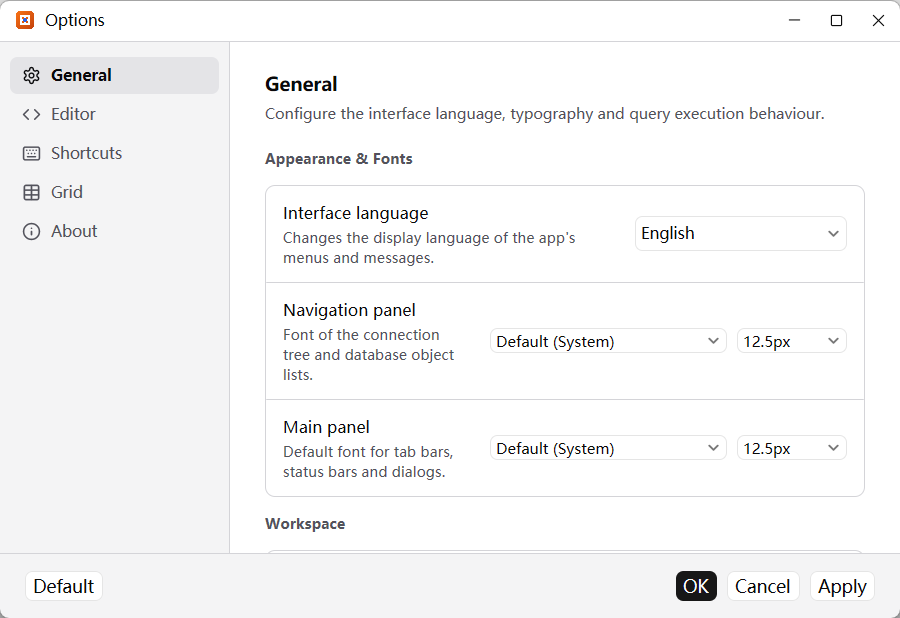 Options
General
Editor
Shortcuts
Grid
About
General
Configure the interface language, typography and query execution behaviour.
Appearance & Fonts
Interface language
Changes the display language of the app's
menus and messages.
English
Navigation panel
Font of the connection
tree and database object
lists.
Default (System)
12.5px
Main panel
Default font for tab bars,
status bars and dialogs.
Default (System)
12.5px
Workspace
Default
OK
Cancel
Apply